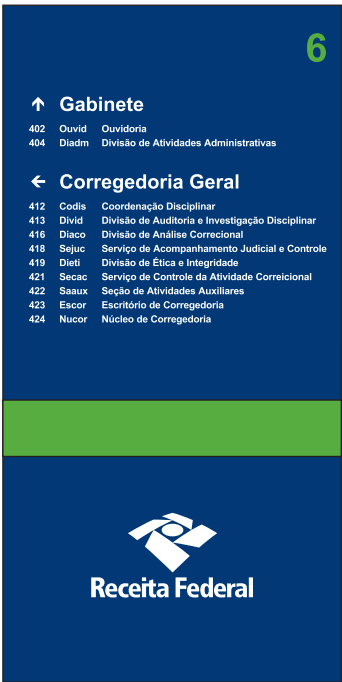 6
↑ Gabinete
402 Ouvid Ouvidoria
404 Diadm Divisão de Atividades Administrativas
← Corregedoria Geral
412 Codis Coordenação Disciplinar
413 Divid Divisão de Auditoria e Investigação Disciplinar
416 Diaco Divisão de Análise Correcional
418 Sejuc Serviço de Acompanhamento Judicial e Controle
419 Dieti Divisão de Ética e Integridade
421 Secac Serviço de Controle da Atividade Correicional
422 Saaux Seção de Atividades Auxiliares
423 Escor Escritório de Corregedoria
424 Nucor Núcleo de Corregedoria
Receita Federal